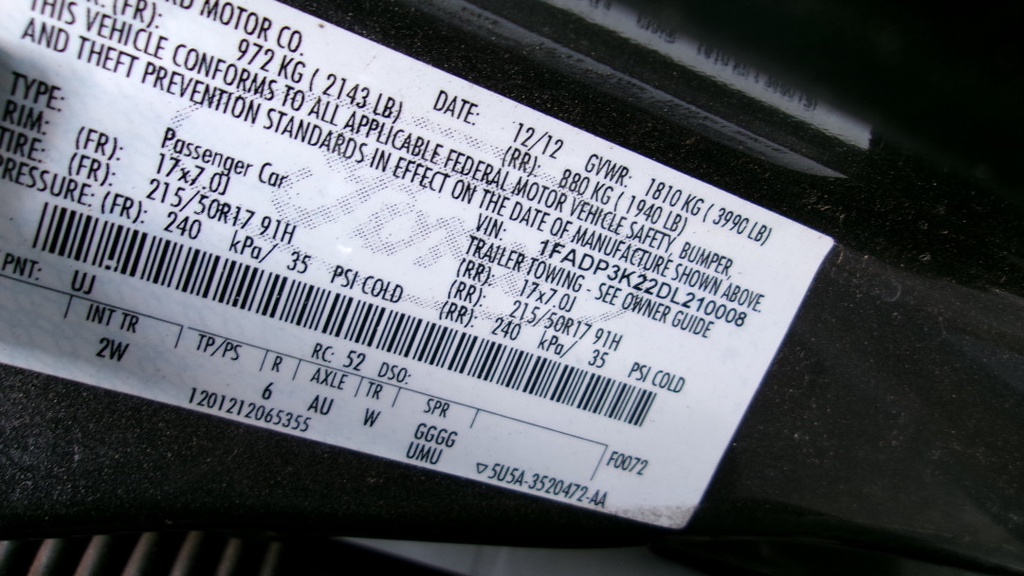 RD MOTOR CO. DATE: 12/12 GVWR: 1810 KG ( 3990 LB)
(FR): 972 KG ( 2143 LB) (RR): 880 KG ( 1940 LB)
THIS VEHICLE CONFORMS TO ALL APPLICABLE FEDERAL MOTOR VEHICLE SAFETY, BUMPER,
AND THEFT PREVENTION STANDARDS IN EFFECT ON THE DATE OF MANUFACTURE SHOWN ABOVE.
VIN: 1FADP3K22DL210008
TYPE: Passenger Car TRAILER TOWING - SEE OWNER GUIDE
RIM: (FR): 17x7.0J (RR): 17x7.0J
TIRE: (FR): 215/50R17 91H (RR): 215/50R17 91H
PRESSURE: (FR): 240 kPa/ 35 PSI COLD (RR): 240 kPa/ 35 PSI COLD
PNT: UJ RC: 52 DSO:
INT TR TP/PS R AXLE TR SPR F0072
2W 6 AU W GGGG
1201212065355 UMU ▽5U5A-3520472-AA